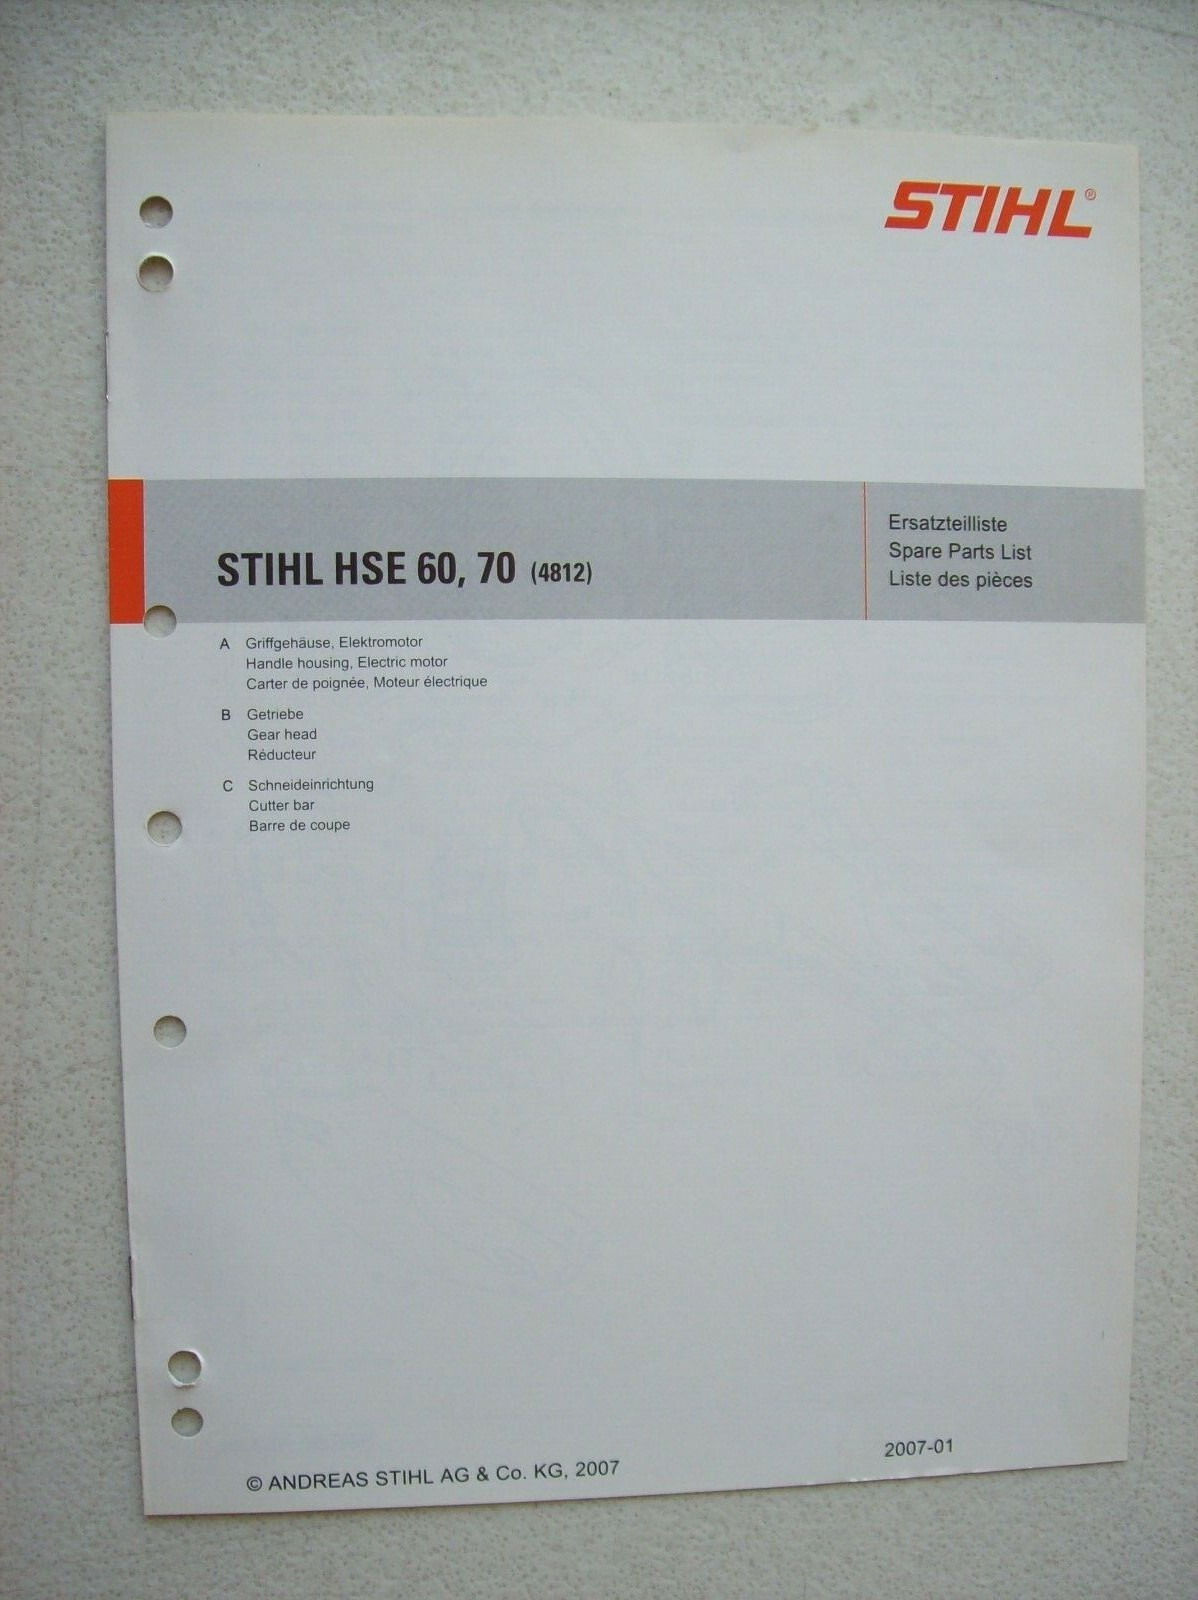 STIHL®
STIHL HSE 60, 70 (4812)
Ersatzteilliste
Spare Parts List
Liste des pièces
A Griffgehäuse, Elektromotor
Handle housing, Electric motor
Carter de poignée, Moteur électrique
B Getriebe
Gear head
Réducteur
C Schneideinrichtung
Cutter bar
Barre de coupe
© ANDREAS STIHL AG & Co. KG, 2007
2007-01